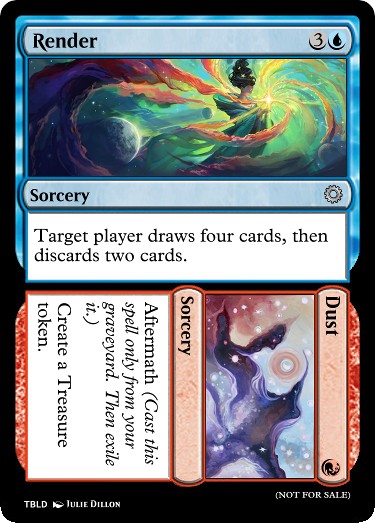 Render 3
Sorcery
Target player draws four cards, then
discards two cards.
Dust
Sorcery
Aftermath (Cast this
spell only from your
graveyard. Then exile
it.)
Create a Treasure
token.
TBLD Julie Dillon
(NOT FOR SALE)